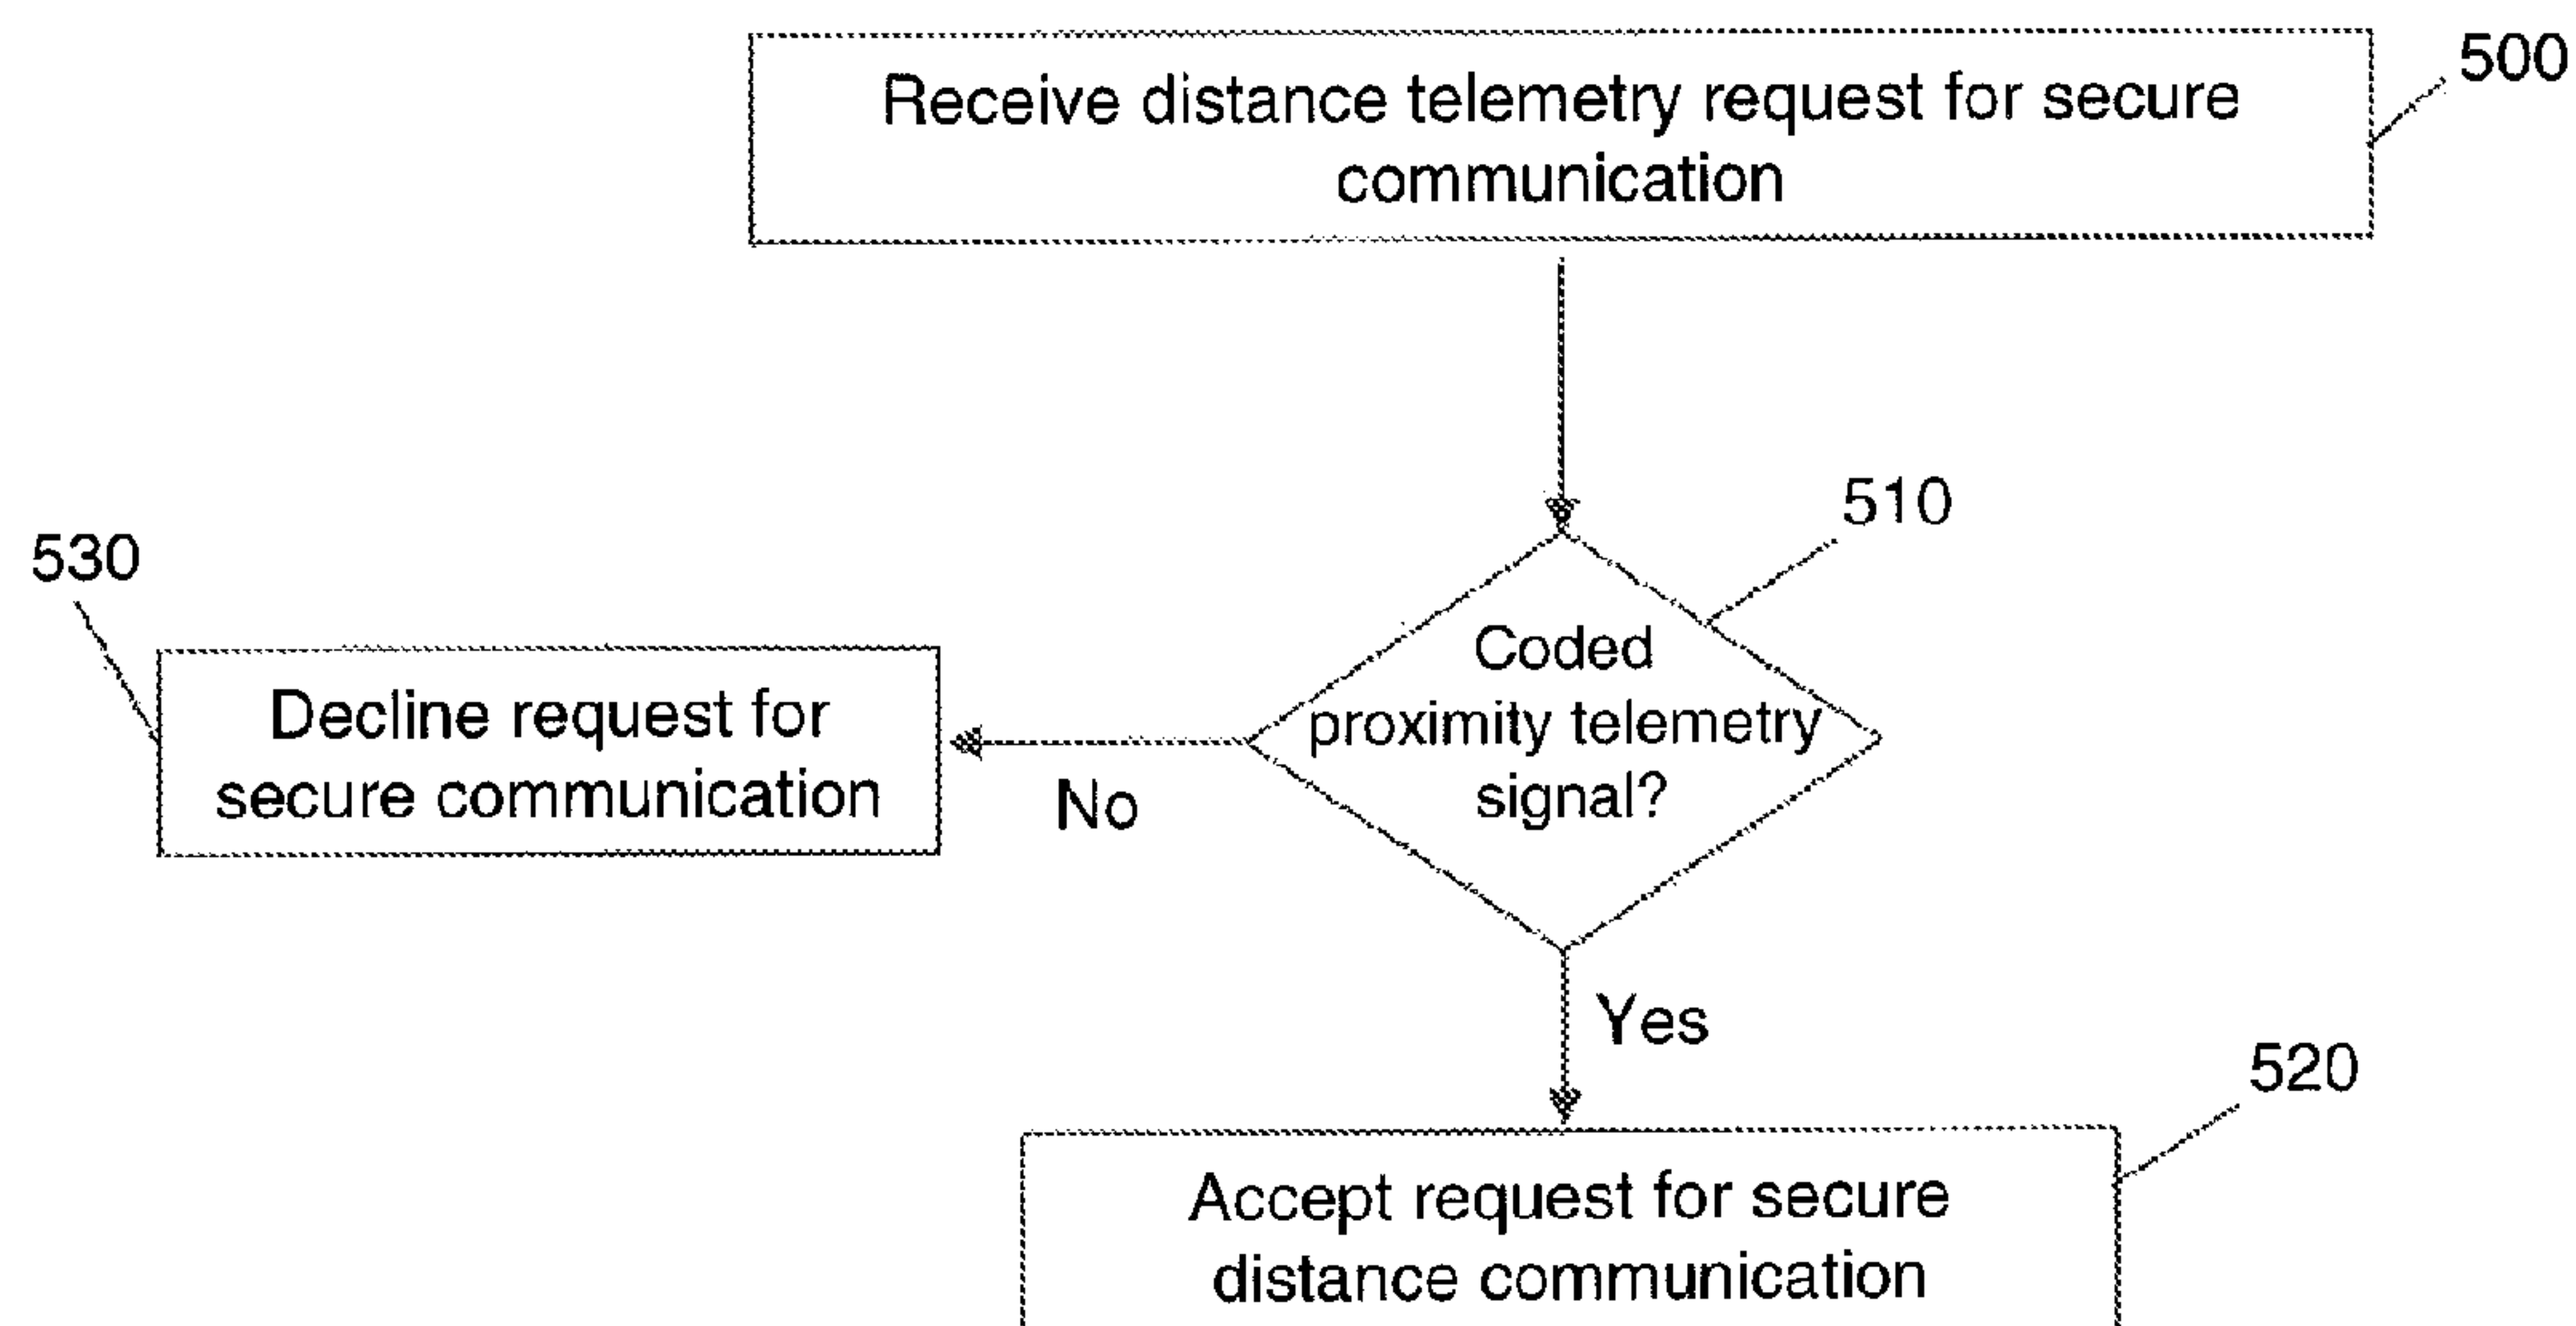 Receive distance telemetry request for secure
communication
500
510
Coded
proximity telemetry
signal?
530
Decline request for
secure communication
No
Yes
520
Accept request for secure
distance communication